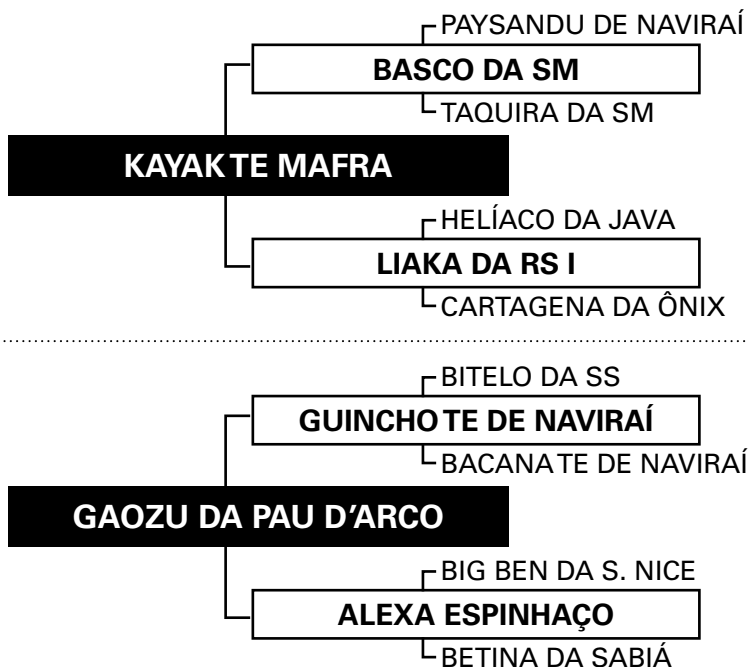 PAYSANDU DE NAVIRAÍ
BASCO DA SM
TAQUIRA DA SM
KAYAK TE MAFRA
HELÍACO DA JAVA
LIAKA DA RS I
CARTAGENA DA ÔNIX
BITELO DA SS
GUINCHO TE DE NAVIRAÍ
BACANA TE DE NAVIRAÍ
GAOZU DA PAU D’ARCO
BIG BEN DA S. NICE
ALEXA ESPINHAÇO
BETINA DA SABIÁ